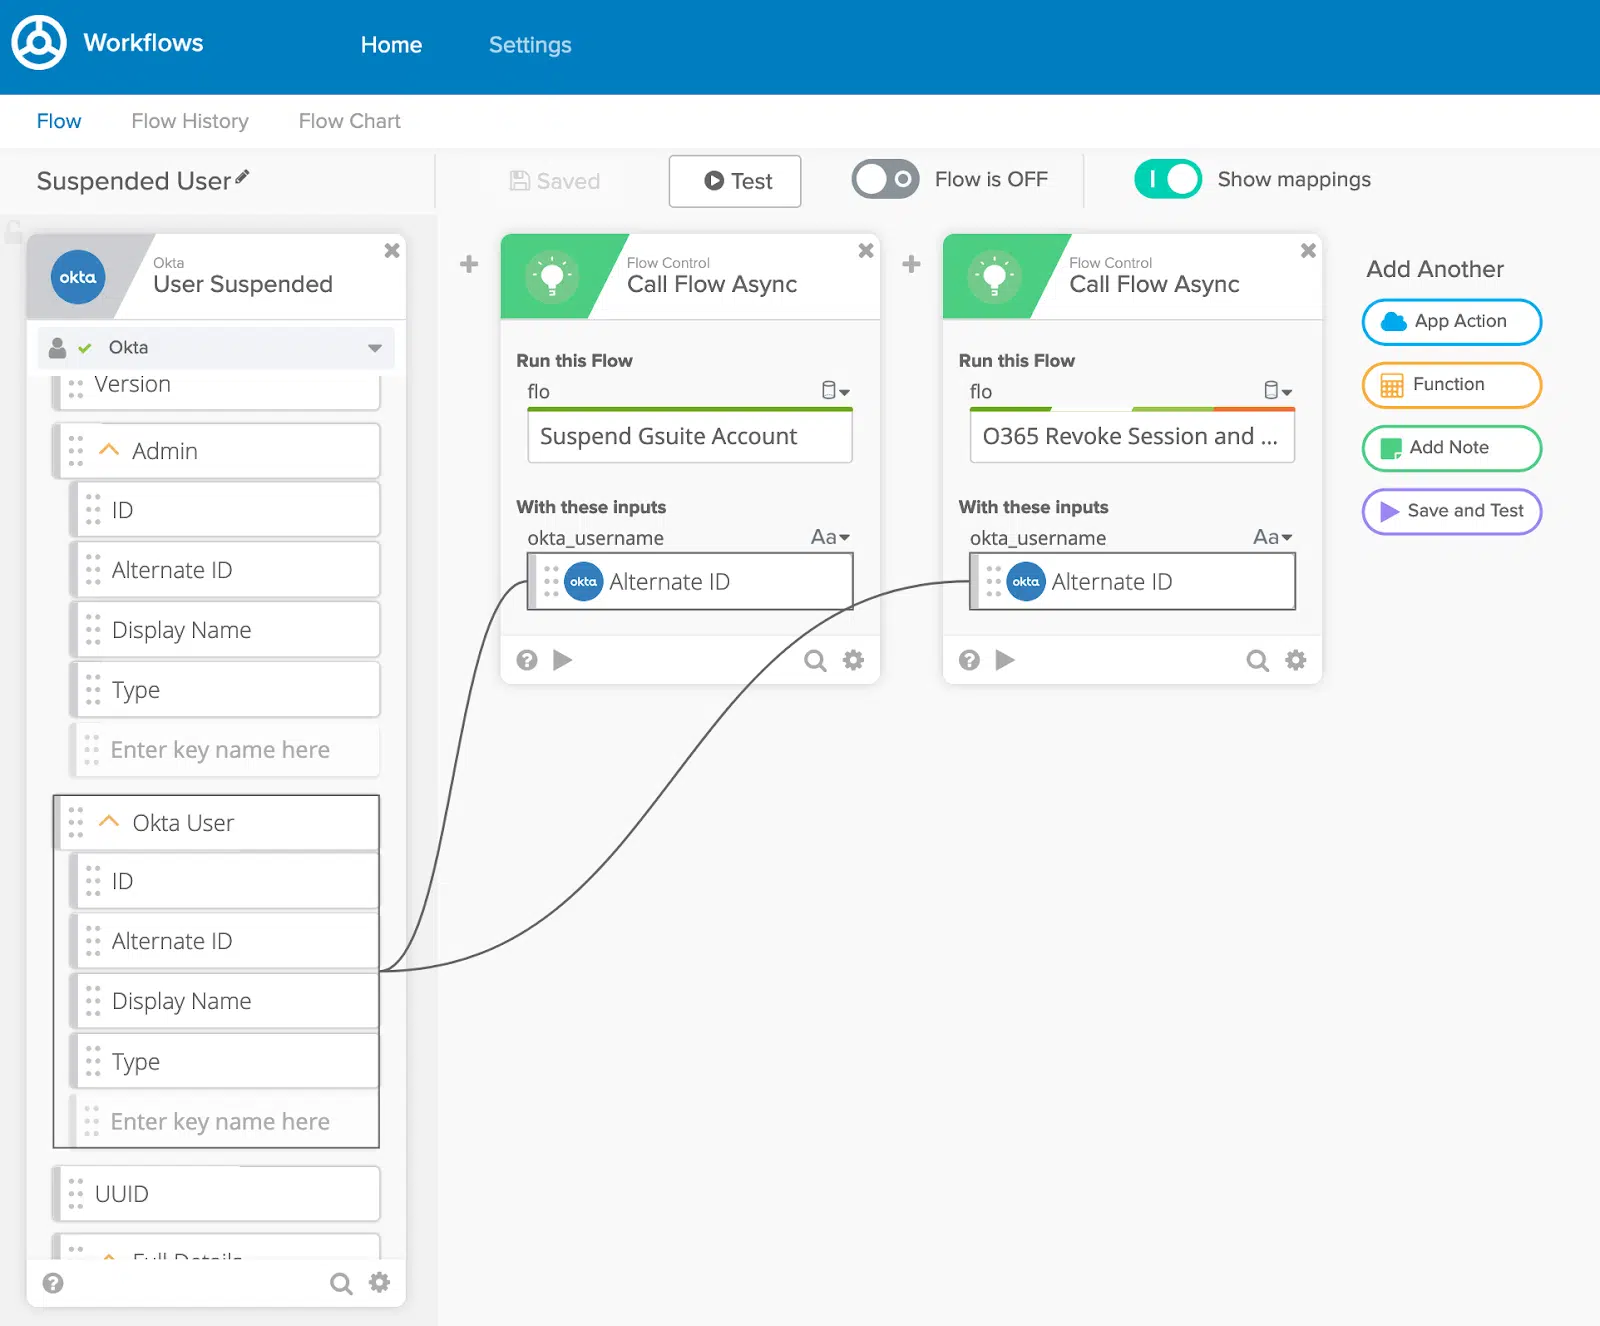 Workflows
Home
Settings
Flow
Flow History
Flow Chart
Suspended User
Saved
Test
Flow is OFF
Show mappings
okta
Okta
User Suspended
Okta
Version
Admin
ID
Alternate ID
Display Name
Type
Enter key name here
Okta User
ID
Alternate ID
Display Name
Type
Enter key name here
UUID
Full Details
Flow Control
Call Flow Async
Run this Flow
flo
Suspend Gsuite Account
With these inputs
okta_username
Aa
okta Alternate ID
Flow Control
Call Flow Async
Run this Flow
flo
O365 Revoke Session and ...
With these inputs
okta_username
Aa
okta Alternate ID
Add Another
App Action
Function
Add Note
Save and Test